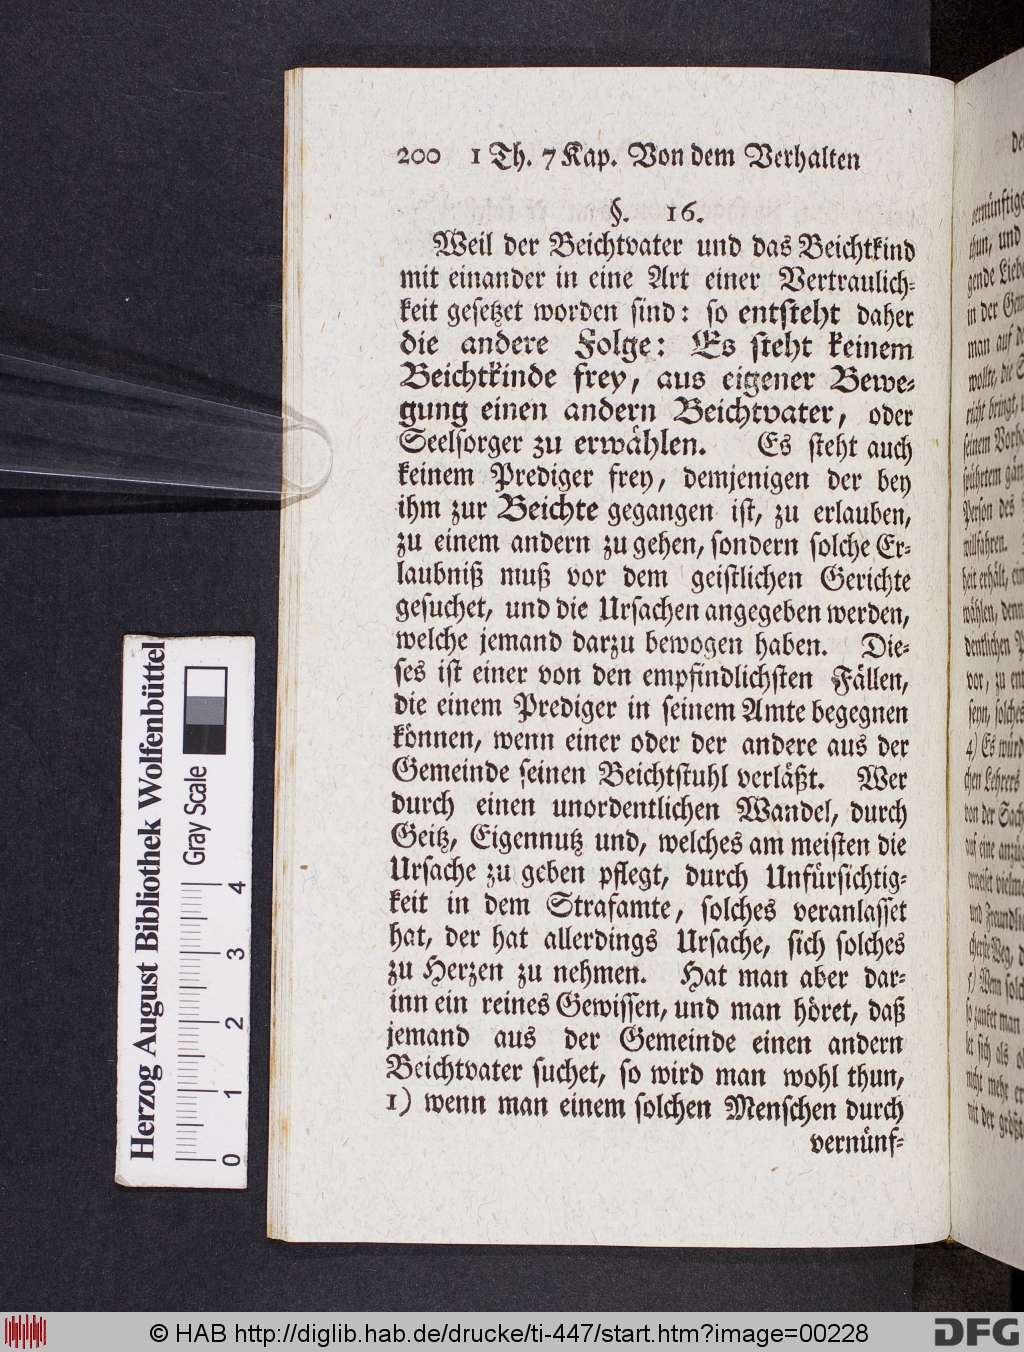 200 1 Th. 7 Kap. Von dem Verhalten
§. 16.
Weil der Beichtvater und das Beichtkind
mit einander in eine Art einer Vertraulich-
keit gesetzet worden sind: so entsteht daher
die andere Folge: Es steht keinem
Beichtkinde frey, aus eigener Bewe-
gung einen andern Beichtvater, oder
Seelsorger zu erwählen. Es steht auch
keinem Prediger frey, demjenigen der bey
ihm zur Beichte gegangen ist, zu erlauben,
zu einem andern zu gehen, sondern solche Er-
laubniß muß vor dem geistlichen Gerichte
gesuchet, und die Ursachen angegeben werden,
welche jemand darzu bewogen haben. Die-
ses ist einer von den empfindlichsten Fällen,
die einem Prediger in seinem Amte begegnen
können, wenn einer oder der andere aus der
Gemeinde seinen Beichtstuhl verläßt. Wer
durch einen unordentlichen Wandel, durch
Geitz, Eigennutz und, welches am meisten die
Ursache zu geben pflegt, durch Unfürsichtig-
keit in dem Strafamte, solches veranlasset
hat, der hat allerdings Ursache, sich solches
zu Herzen zu nehmen. Hat man aber dar-
inn ein reines Gewissen, und man höret, daß
jemand aus der Gemeinde einen andern
Beichtvater suchet, so wird man wohl thun,
1) wenn man einem solchen Menschen durch
vernünf-
Herzog August Bibliothek Wolfenbüttel
Gray Scale
0 1 2 3 4
© HAB http://diglib.hab.de/drucke/ti-447/start.htm?image=00228
DFG